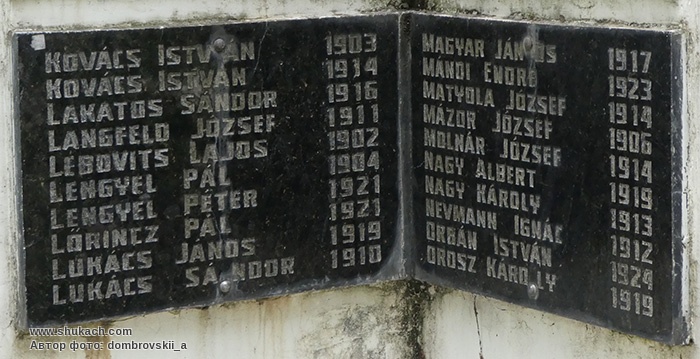 KOVÁCS ISTVÁN 1903
KOVÁCS ISTVÁN 1914
LAKATOS SÁNDOR 1916
LANGFELD JÓZSEF 1911
LÉBOVITS LAJOS 1902
LENGYEL PÁL 1904
LENGYEL PÉTER 1921
LŐRINCZ PÁL 1921
LUKÁCS JÁNOS 1919
LUKÁCS SÁNDOR 1910
MAGYAR JÁNOS 1917
MÁNDI ENDRE 1923
MATYOLA JÓZSEF 1914
MÁZOR JÓZSEF 1906
MOLNÁR JÓZSEF 1914
NAGY ALBERT 1919
NAGY KÁROLY 1913
NEVMANN IGNÁC 1912
ORBÁN ISTVÁN 1924
OROSZ KÁROLY 1919
www.shukach.com
Автор фото: dombrovskii_a